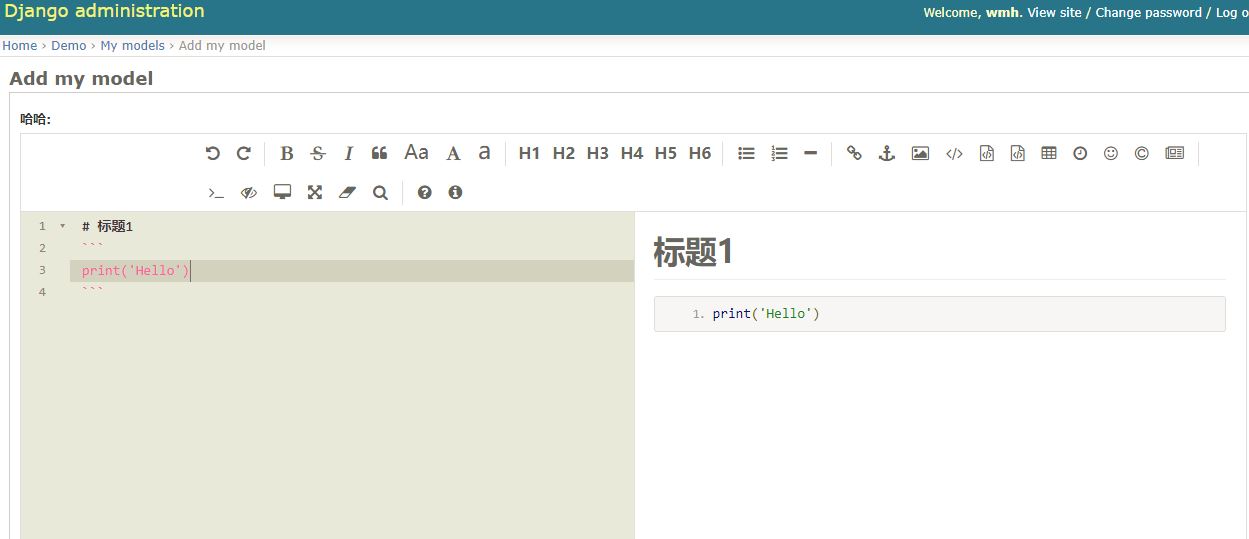 Django administration
Welcome, wmh. View site / Change password / Log o
Home › Demo › My models › Add my model
Add my model
哈哈:
B S I Aa A a H1 H2 H3 H4 H5 H6
1 # 标题1
2 ```
3 print('Hello')
4 ```
标题1
1. print('Hello')